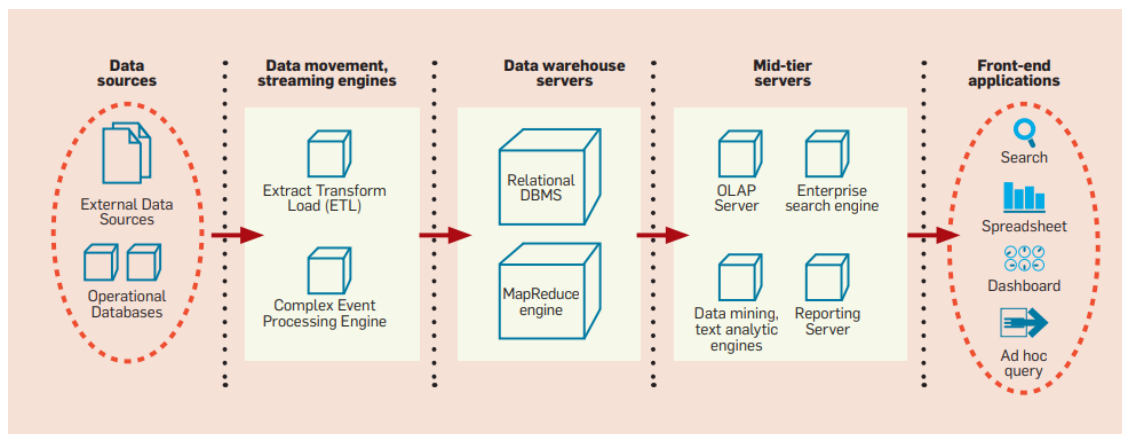 Data
sources
Data movement,
streaming engines
Data warehouse
servers
Mid-tier
servers
Front-end
applications
External Data
Sources
Operational
Databases
Extract Transform
Load (ETL)
Complex Event
Processing Engine
Relational
DBMS
MapReduce
engine
OLAP
Server
Enterprise
search engine
Data mining,
text analytic
engines
Reporting
Server
Search
Spreadsheet
Dashboard
Ad hoc
query